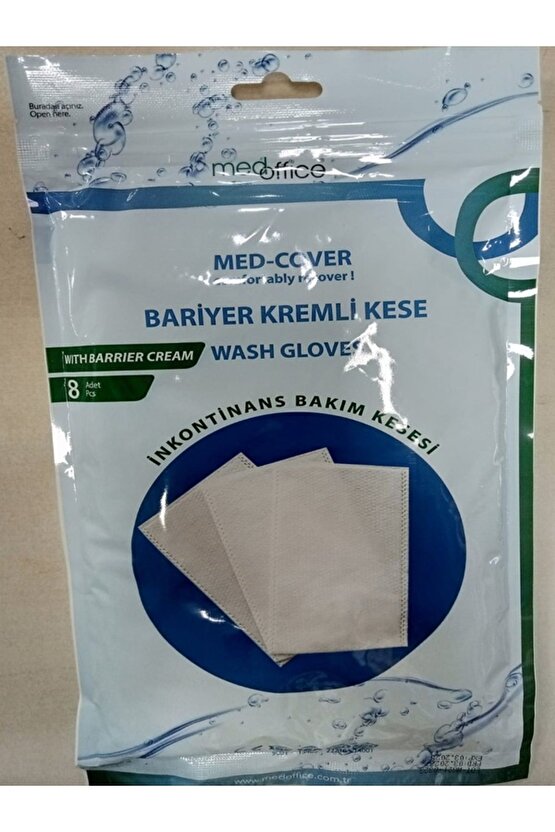 Buradan açınız.
Open here.
medoffice
MED-COVER
BARİYER KREMLİ KESE
WITH BARRIER CREAM
WASH GLOVES
8 Adet
Pcs
İNKONTİNANS BAKIM KESESİ
www.medoffice.com.tr